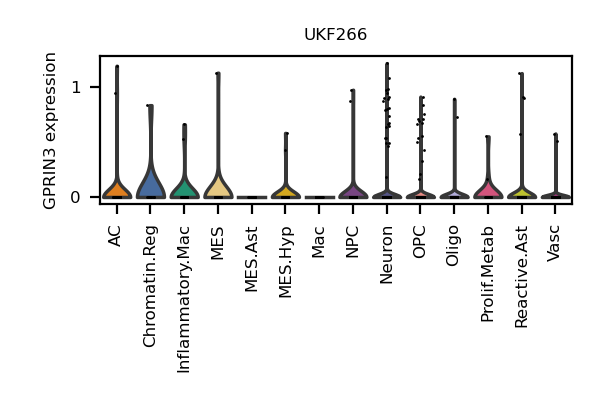 UKF266
GPRIN3 expression
1
0
AC
Chromatin.Reg
Inflammatory.Mac
MES
MES.Ast
MES.Hyp
Mac
NPC
Neuron
OPC
Oligo
Prolif.Metab
Reactive.Ast
Vasc